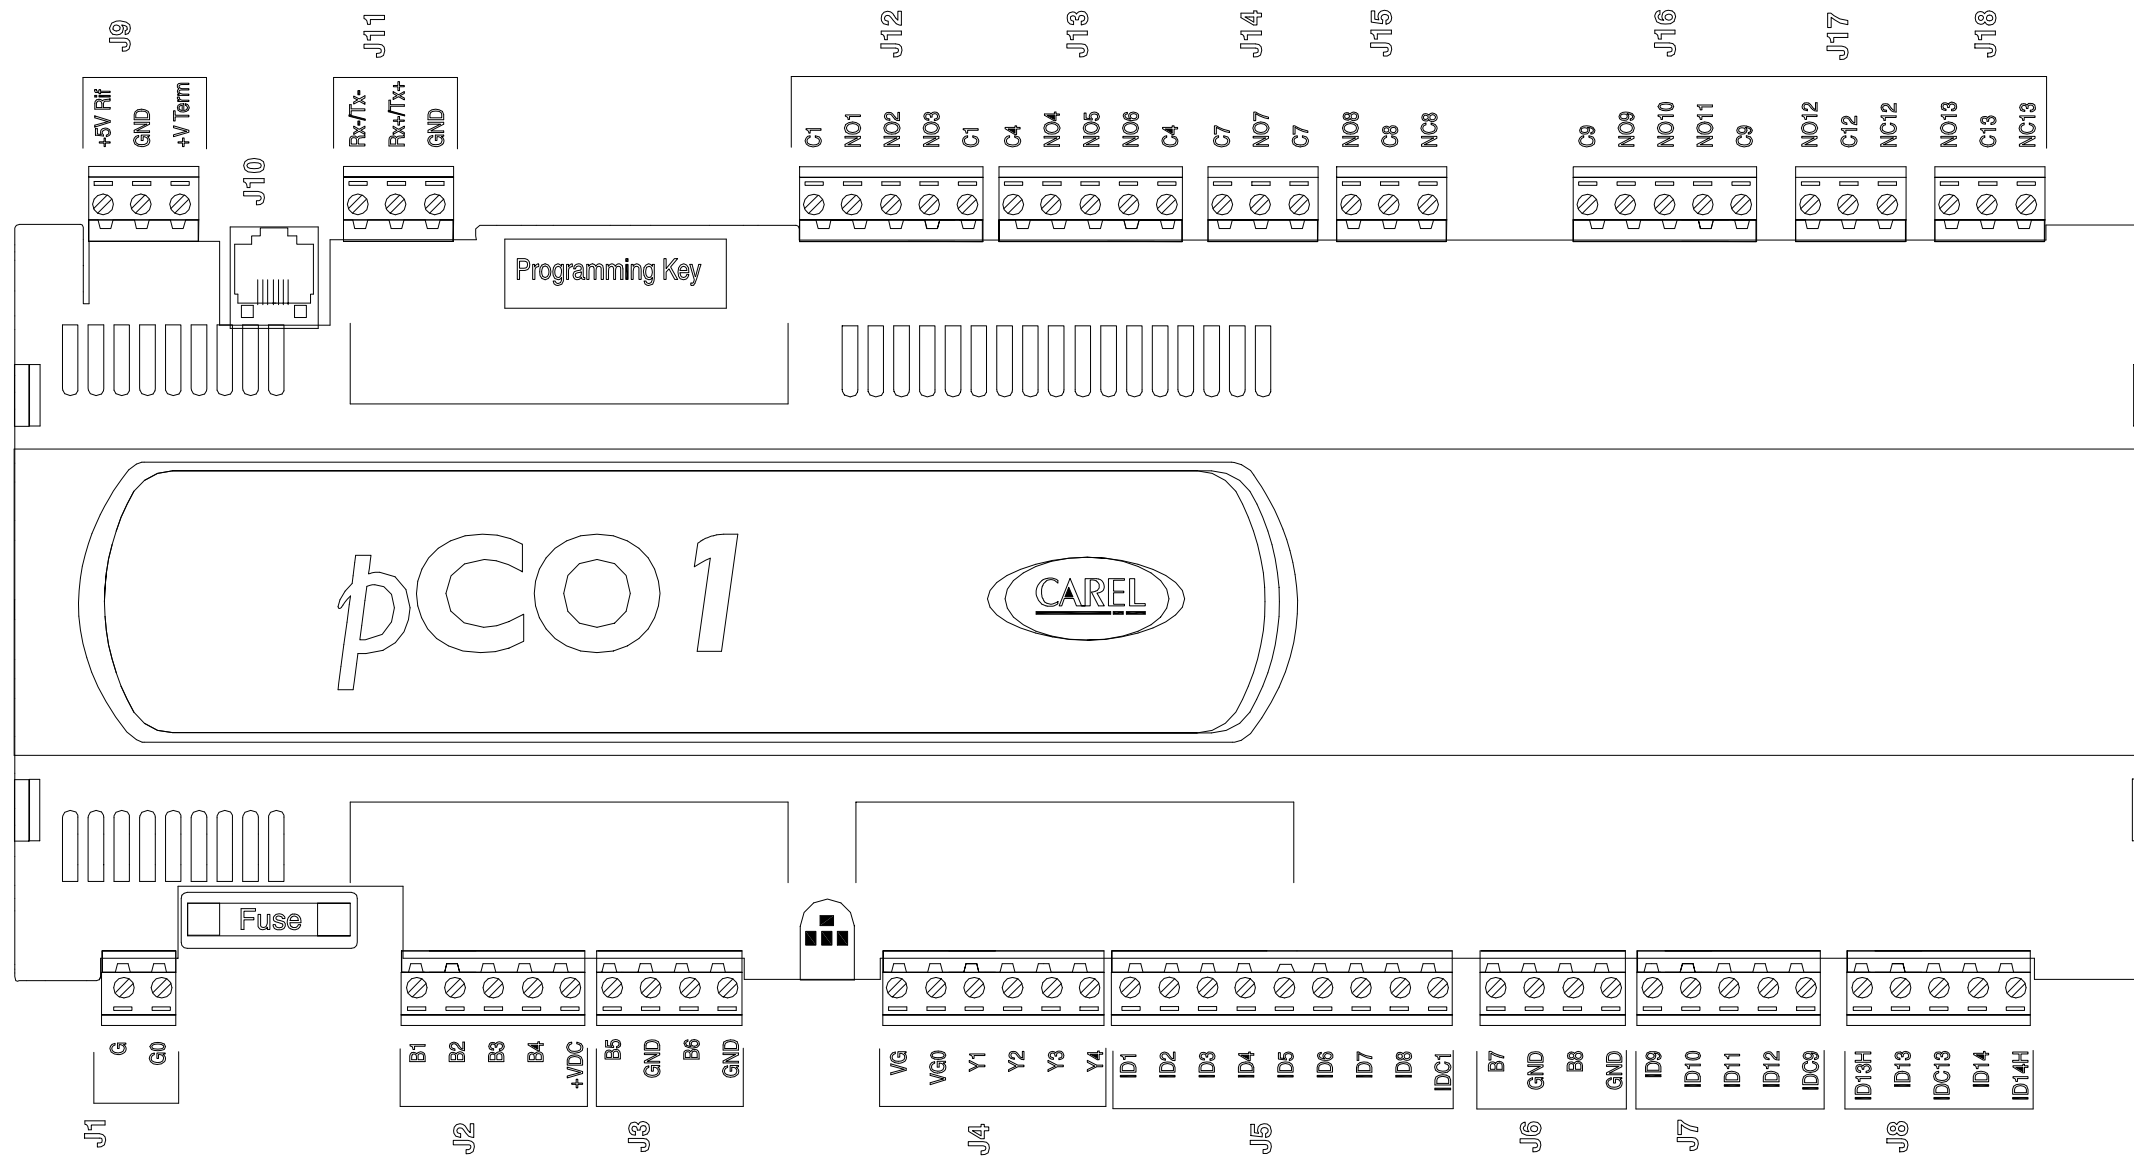 J9
J11
J12
J13
J14
J15
J16
J17
J18
+5V Rif
GND
+V Term
J10
Rx-/Tx-
Rx+/Tx+
GND
C1
NO1
NO2
NO3
C1
C4
NO4
NO5
NO6
C4
C7
NO7
C7
NO8
C8
NC8
C9
NO9
NO10
NO11
C9
NO12
C12
NC12
NO13
C13
NC13
Programming Key
pCO1
CAREL
Fuse
G
G0
B1
B2
B3
B4
+VDC
B5
GND
B6
GND
VG
VG0
Y1
Y2
Y3
Y4
ID1
ID2
ID3
ID4
ID5
ID6
ID7
ID8
IDC1
B7
GND
B8
GND
ID9
ID10
ID11
ID12
IDC9
ID13H
ID13
IDC13
ID14
ID14H
J1
J2
J3
J4
J5
J6
J7
J8